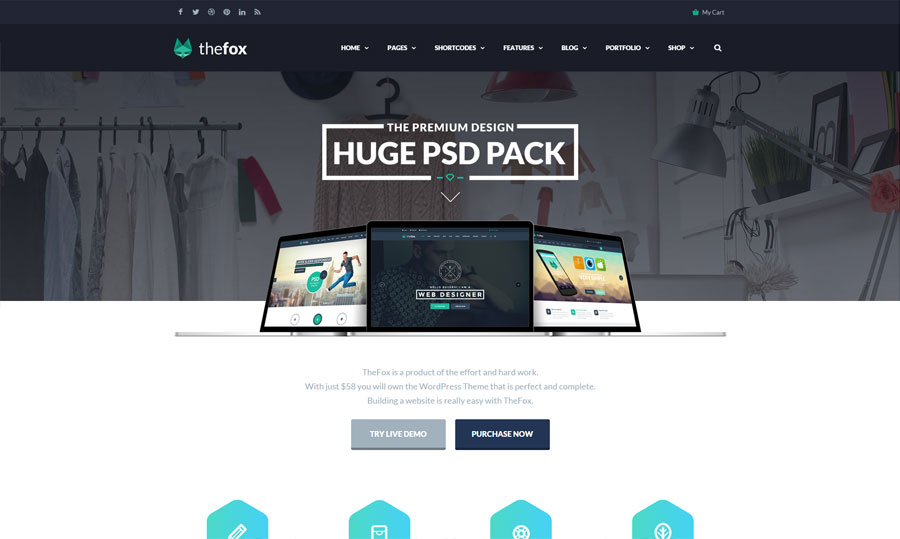 My Cart
thefox
HOME PAGES SHORTCODES FEATURES BLOG PORTFOLIO SHOP
THE PREMIUM DESIGN
HUGE PSD PACK
WEB DESIGNER
TheFox is a product of the effort and hard work.
With just $58 you will own the WordPress Theme that is perfect and complete.
Building a website is really easy with TheFox.
TRY LIVE DEMO
PURCHASE NOW